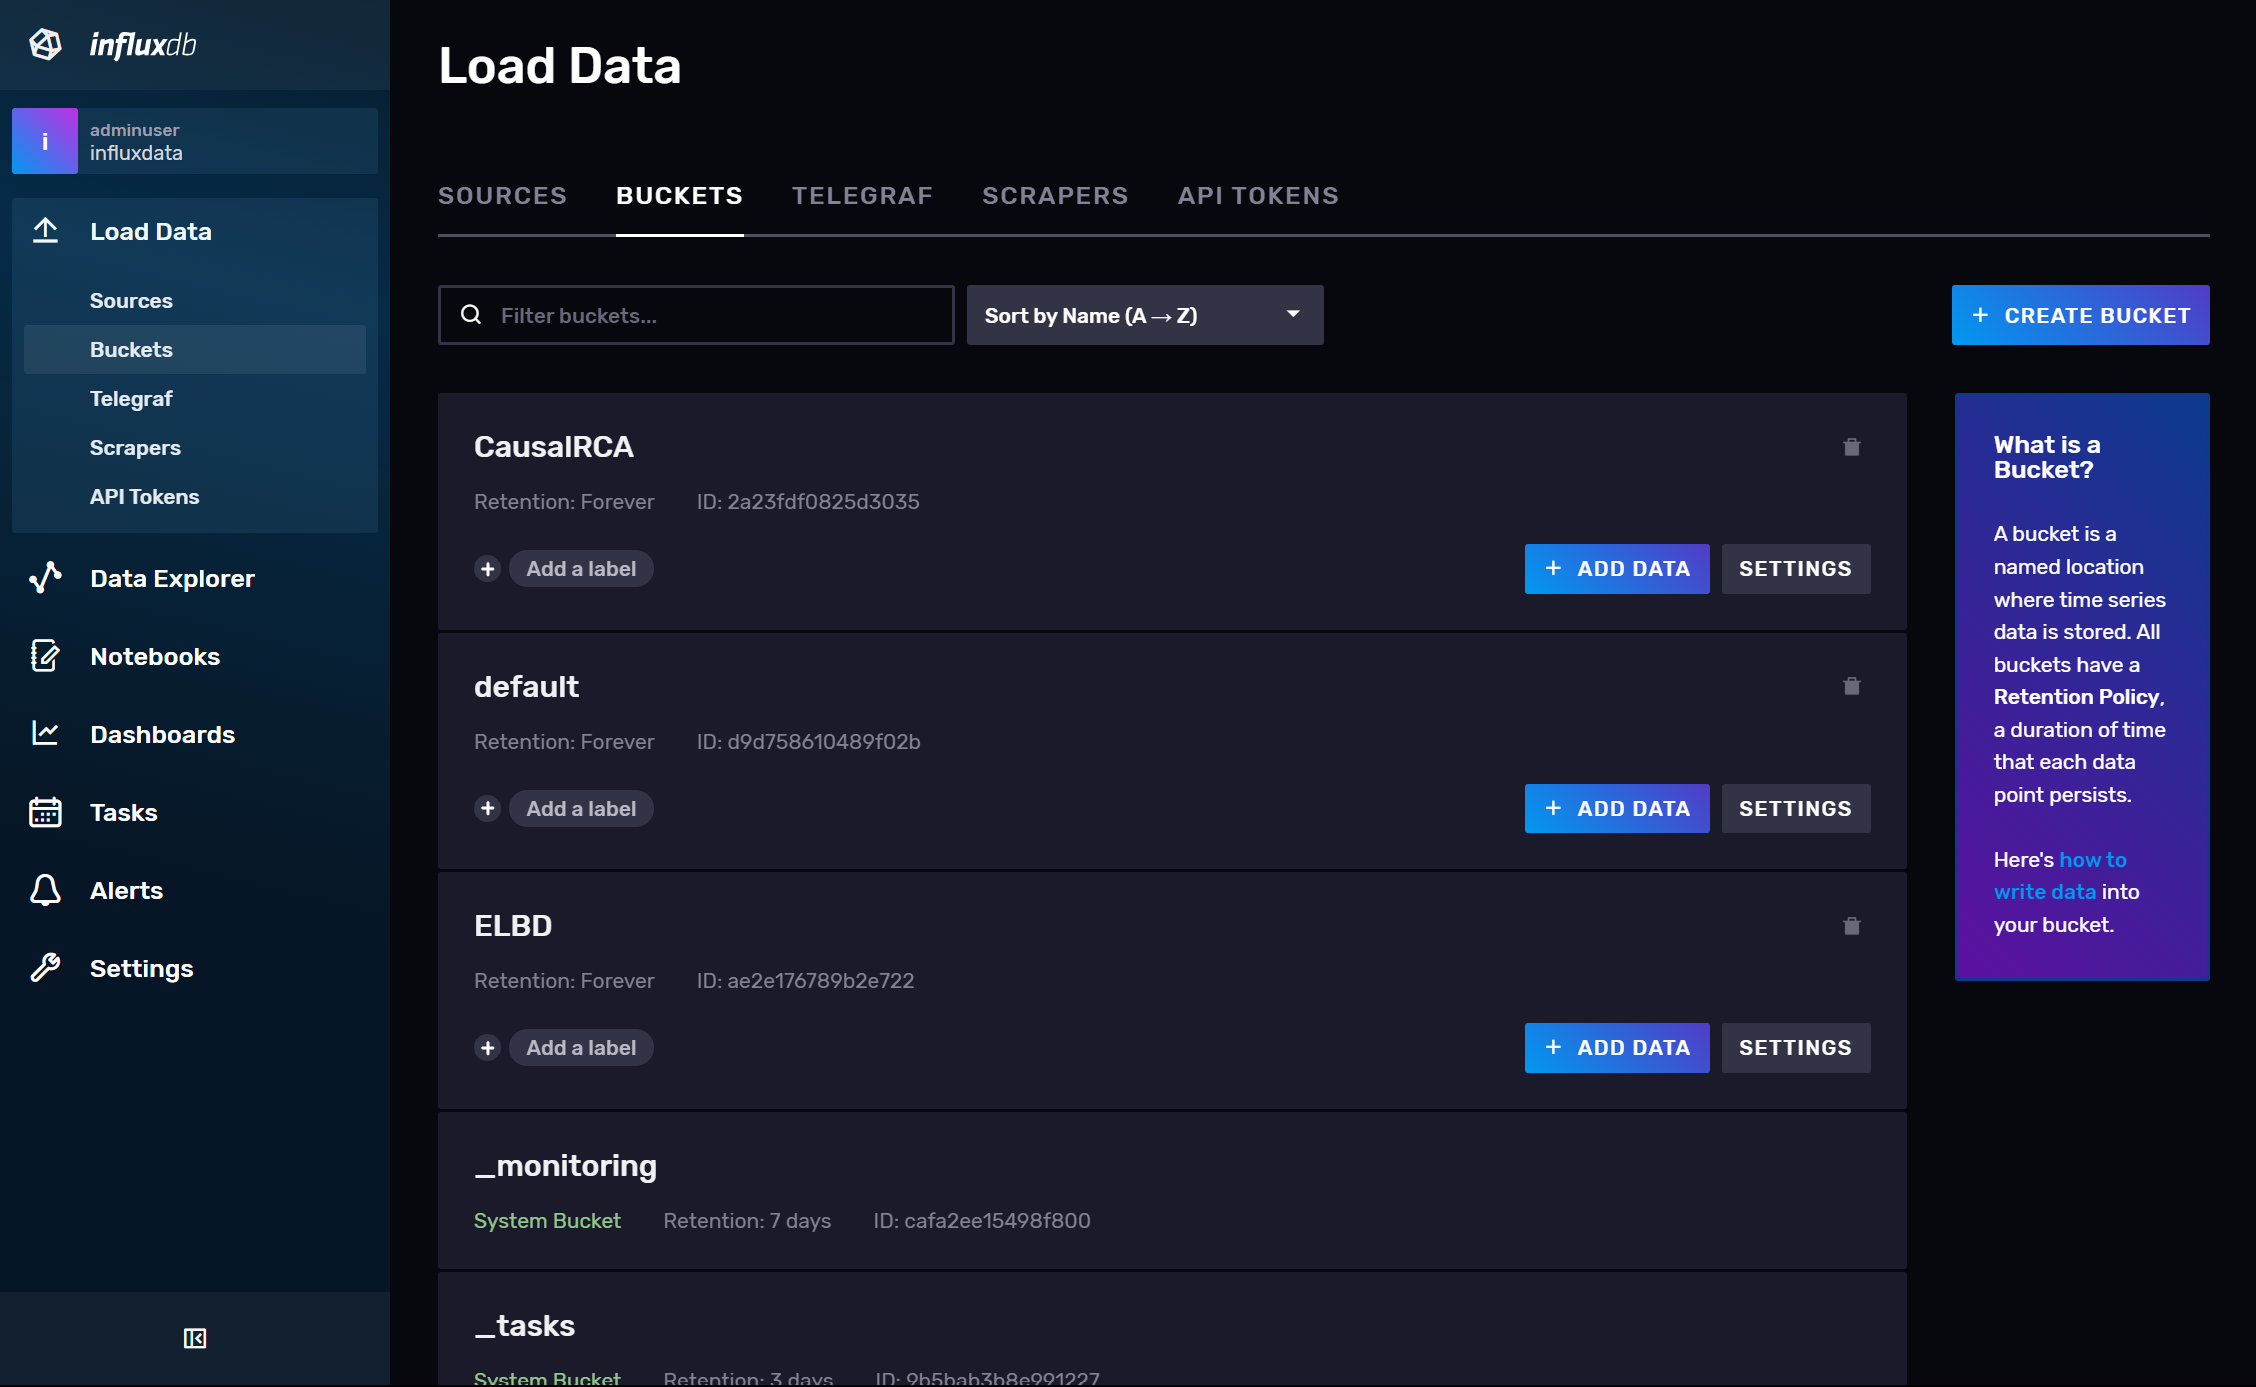 influxdb
i
adminuser
influxdata
Load Data
Sources
Buckets
Telegraf
Scrapers
API Tokens
Data Explorer
Notebooks
Dashboards
Tasks
Alerts
Settings
Load Data
SOURCES BUCKETS TELEGRAF SCRAPERS API TOKENS
Filter buckets...
Sort by Name (A → Z)
+ CREATE BUCKET
CausalRCA
Retention: Forever ID: 2a23fdf0825d3035
+ Add a label
+ ADD DATA SETTINGS
default
Retention: Forever ID: d9d758610489f02b
+ Add a label
+ ADD DATA SETTINGS
ELBD
Retention: Forever ID: ae2e176789b2e722
+ Add a label
+ ADD DATA SETTINGS
_monitoring
System Bucket Retention: 7 days ID: cafa2ee15498f800
_tasks
System Bucket Retention: 3 days ID: 9b5bab3b8e991227
What is a
Bucket?
A bucket is a
named location
where time series
data is stored. All
buckets have a
Retention Policy,
a duration of time
that each data
point persists.
Here's how to
write data into
your bucket.